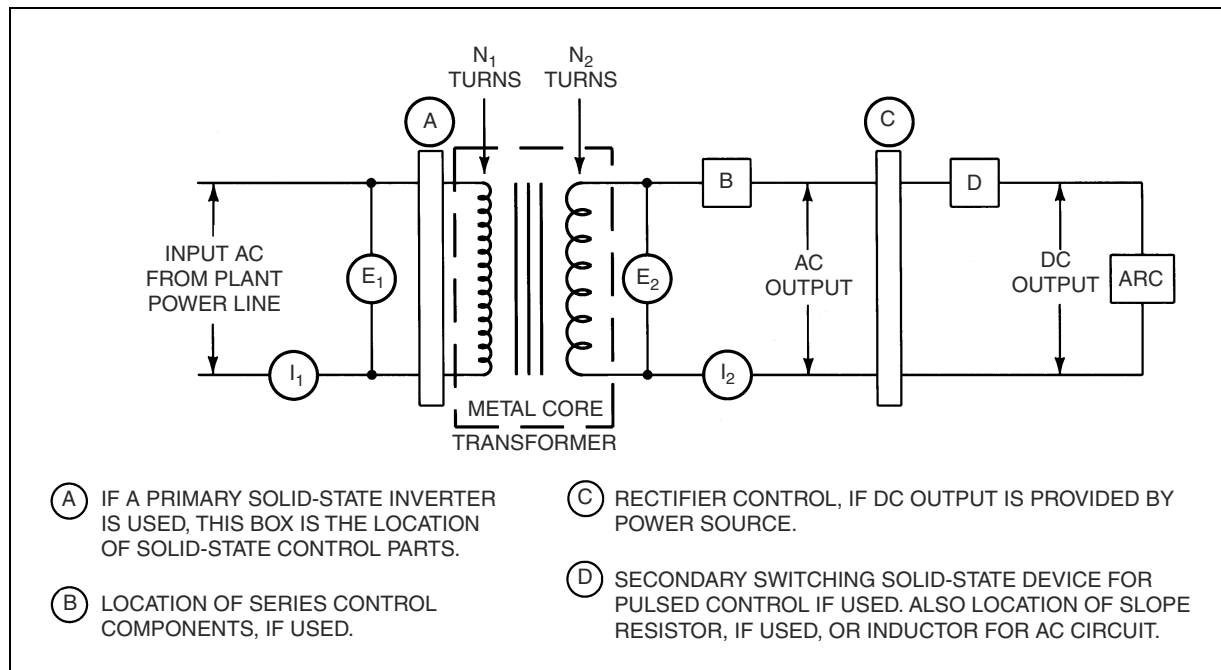 N1
TURNS
N2
TURNS
A
C
B
D
INPUT AC
FROM PLANT
POWER LINE
E1
E2
AC
OUTPUT
DC
OUTPUT
ARC
I1
I2
METAL CORE
TRANSFORMER
A IF A PRIMARY SOLID-STATE INVERTER
IS USED, THIS BOX IS THE LOCATION
OF SOLID-STATE CONTROL PARTS.
B LOCATION OF SERIES CONTROL
COMPONENTS, IF USED.
C RECTIFIER CONTROL, IF DC OUTPUT IS PROVIDED BY
POWER SOURCE.
D SECONDARY SWITCHING SOLID-STATE DEVICE FOR
PULSED CONTROL IF USED. ALSO LOCATION OF SLOPE
RESISTOR, IF USED, OR INDUCTOR FOR AC CIRCUIT.